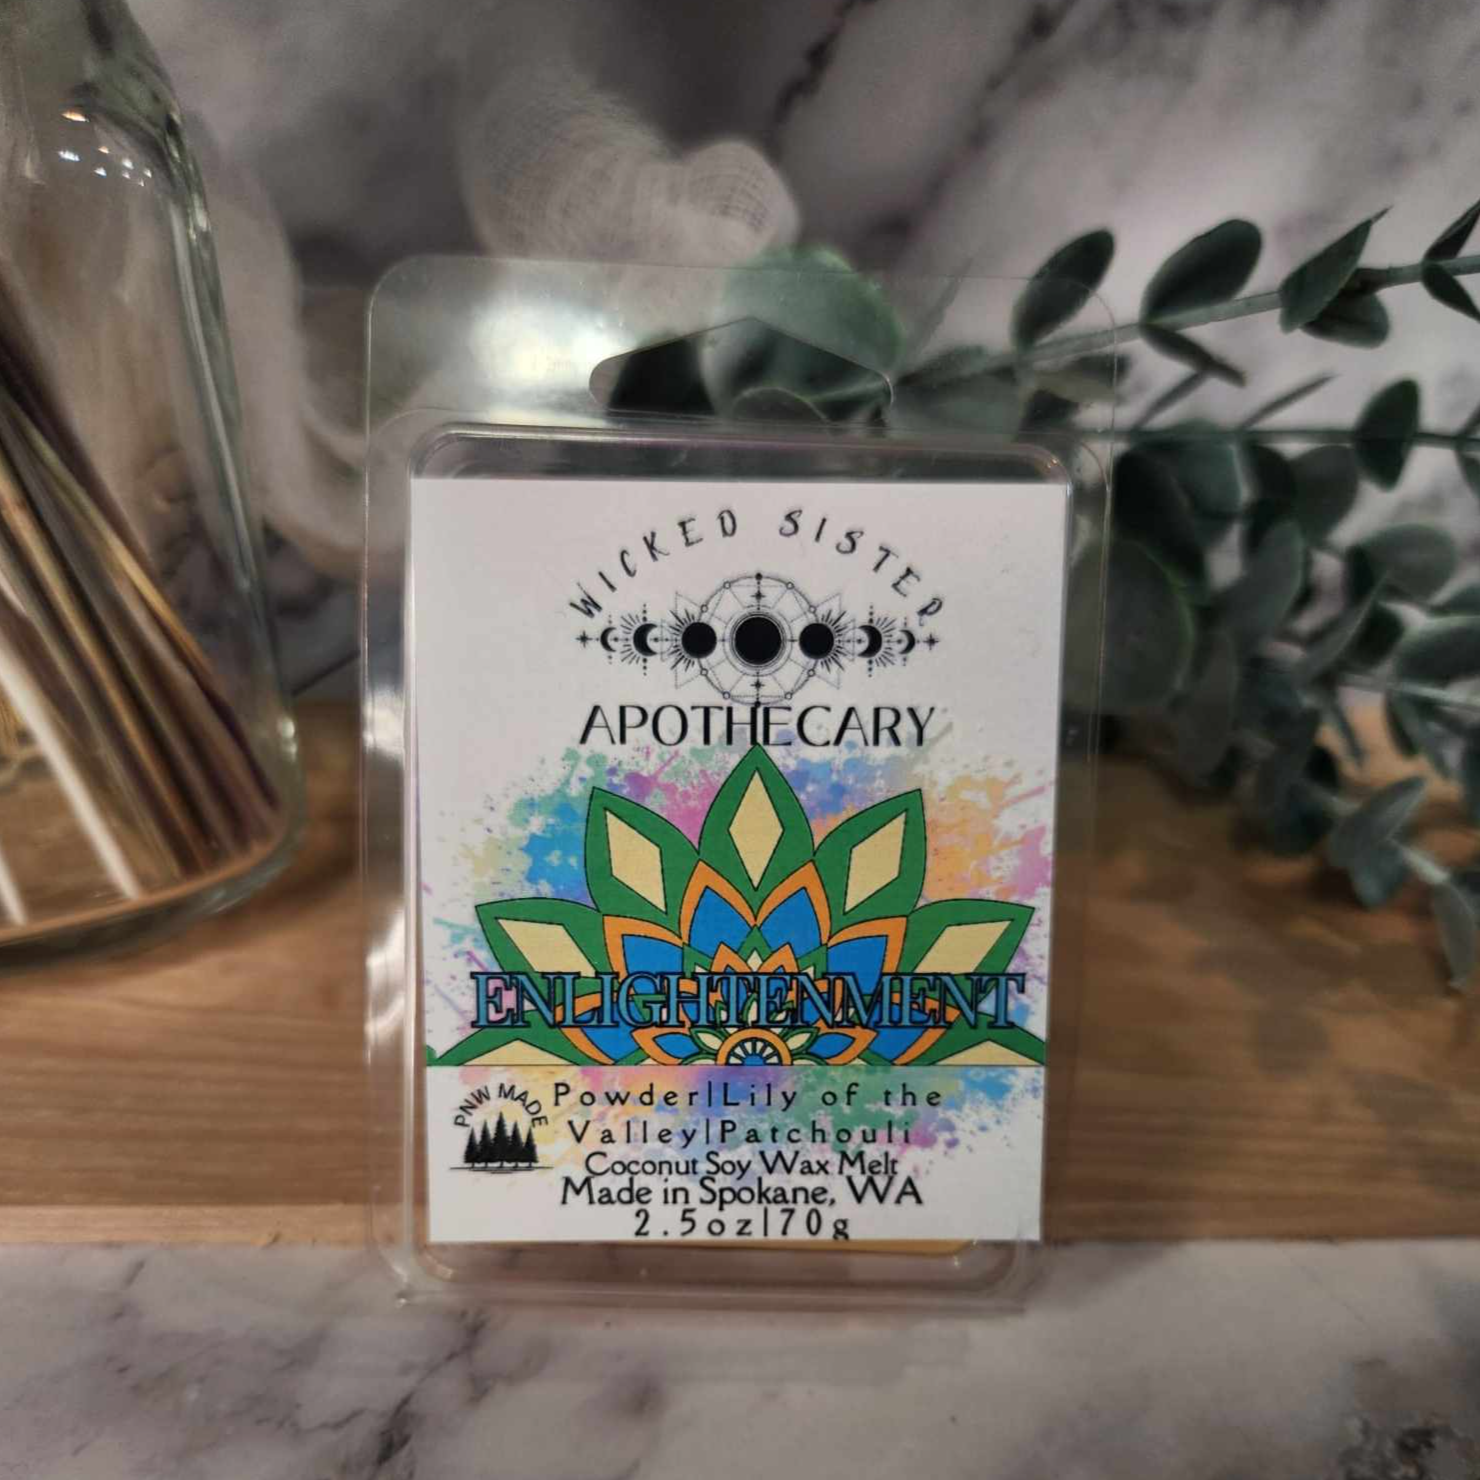 WICKED SISTER
APOTHECARY
ENLIGHTENMENT
PNW MADE
Powder|Lily of the
Valley|Patchouli
Coconut Soy Wax Melt
Made in Spokane, WA
2.5oz|70g